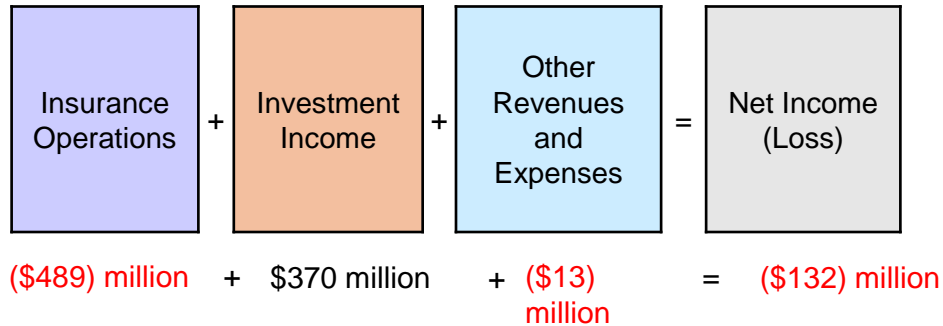 Insurance
Operations
+
Investment
Income
+
Other
Revenues
and
Expenses
=
Net Income
(Loss)
($489) million + $370 million + ($13)
million
= ($132) million